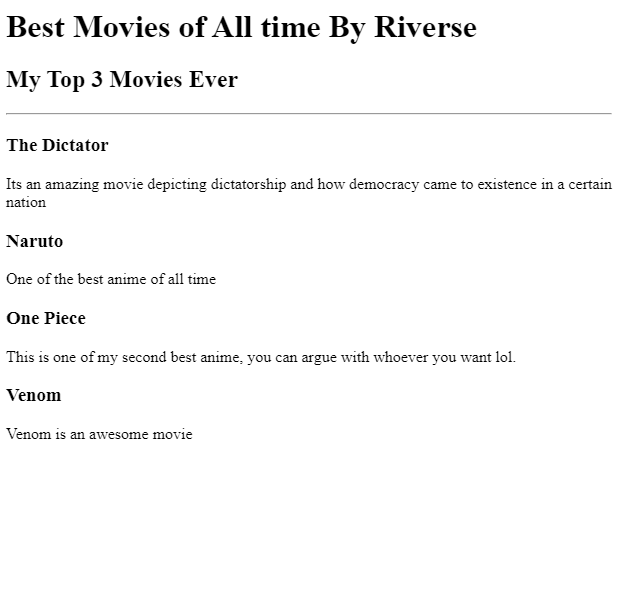 Best Movies of All time By Riverse
My Top 3 Movies Ever
The Dictator
Its an amazing movie depicting dictatorship and how democracy came to existence in a certain
nation
Naruto
One of the best anime of all time
One Piece
This is one of my second best anime, you can argue with whoever you want lol.
Venom
Venom is an awesome movie